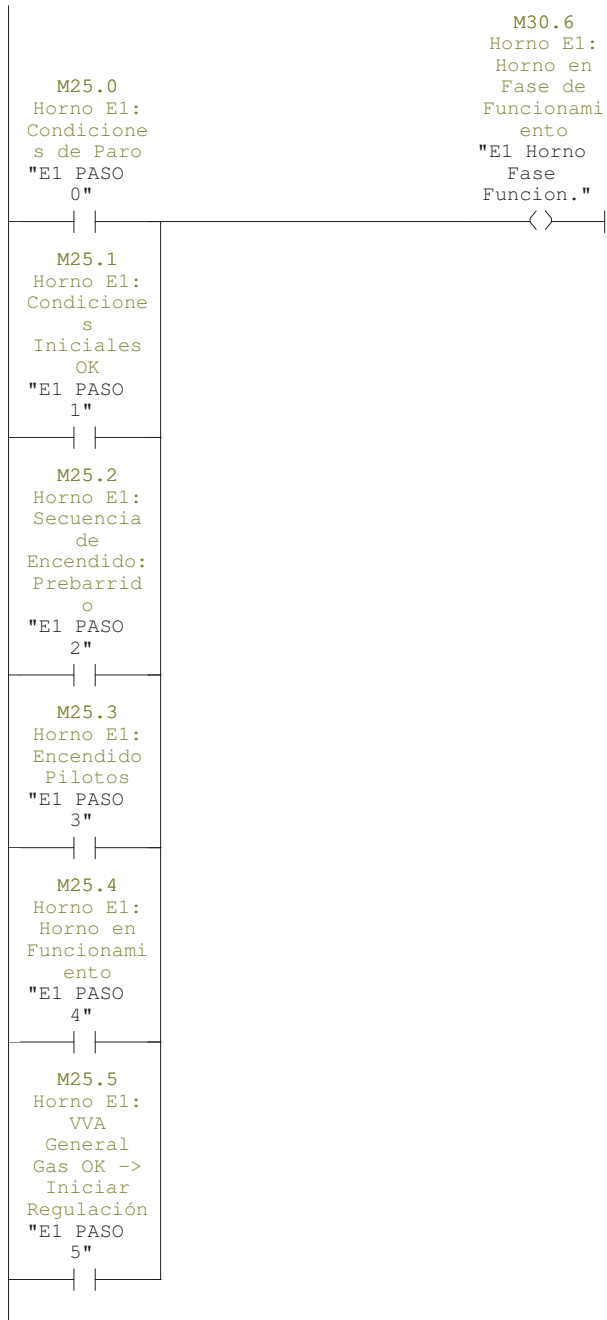 M30.6
Horno E1:
Horno en
Fase de
Funcionami
ento
"E1 Horno
Fase
Funcion."
M25.0
Horno E1:
Condicione
s de Paro
"E1 PASO
0"
M25.1
Horno E1:
Condicione
s
Iniciales
OK
"E1 PASO
1"
M25.2
Horno E1:
Secuencia
de
Encendido:
Prebarrid
o
"E1 PASO
2"
M25.3
Horno E1:
Encendido
Pilotos
"E1 PASO
3"
M25.4
Horno E1:
Horno en
Funcionami
ento
"E1 PASO
4"
M25.5
Horno E1:
VVA
General
Gas OK ->
Iniciar
Regulación
"E1 PASO
5"